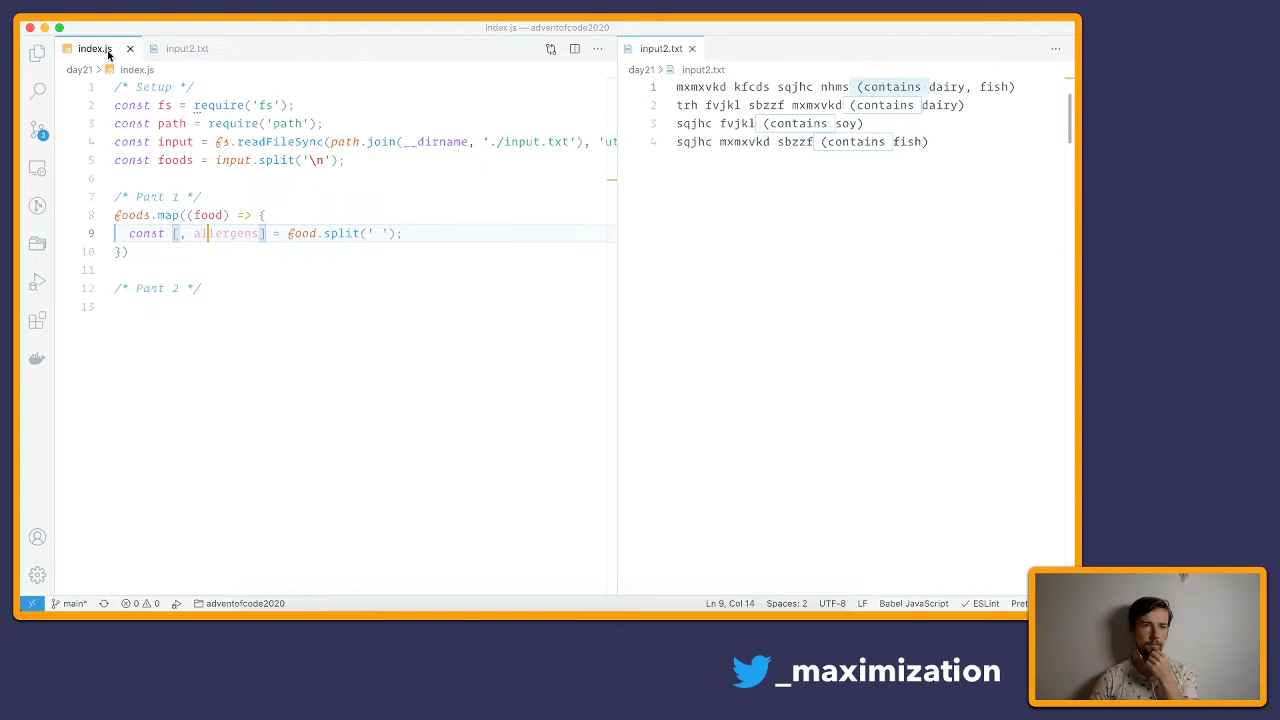 index.js — adventofcode2020
index.js
input2.txt
input2.txt
day21 > index.js
day21 > input2.txt
1 /* Setup */
2 const fs = require('fs');
3 const path = require('path');
4 const input = fs.readFileSync(path.join(__dirname, './input.txt'), 'ut
5 const foods = input.split('\n');
6
7 /* Part 1 */
8 foods.map((food) => {
9 const [, allergens] = food.split(' ');
10 })
11
12 /* Part 2 */
13
1 mxmxvkd kfcds sqjhc nhms (contains dairy, fish)
2 trh fvjkl sbzzf mxmxvkd (contains dairy)
3 sqjhc fvjkl (contains soy)
4 sqjhc mxmxvkd sbzzf (contains fish)
3
main* 0 0 adventofcode2020
Ln 9, Col 14 Spaces: 2 UTF-8 LF Babel JavaScript ESLint Pret
_maximization